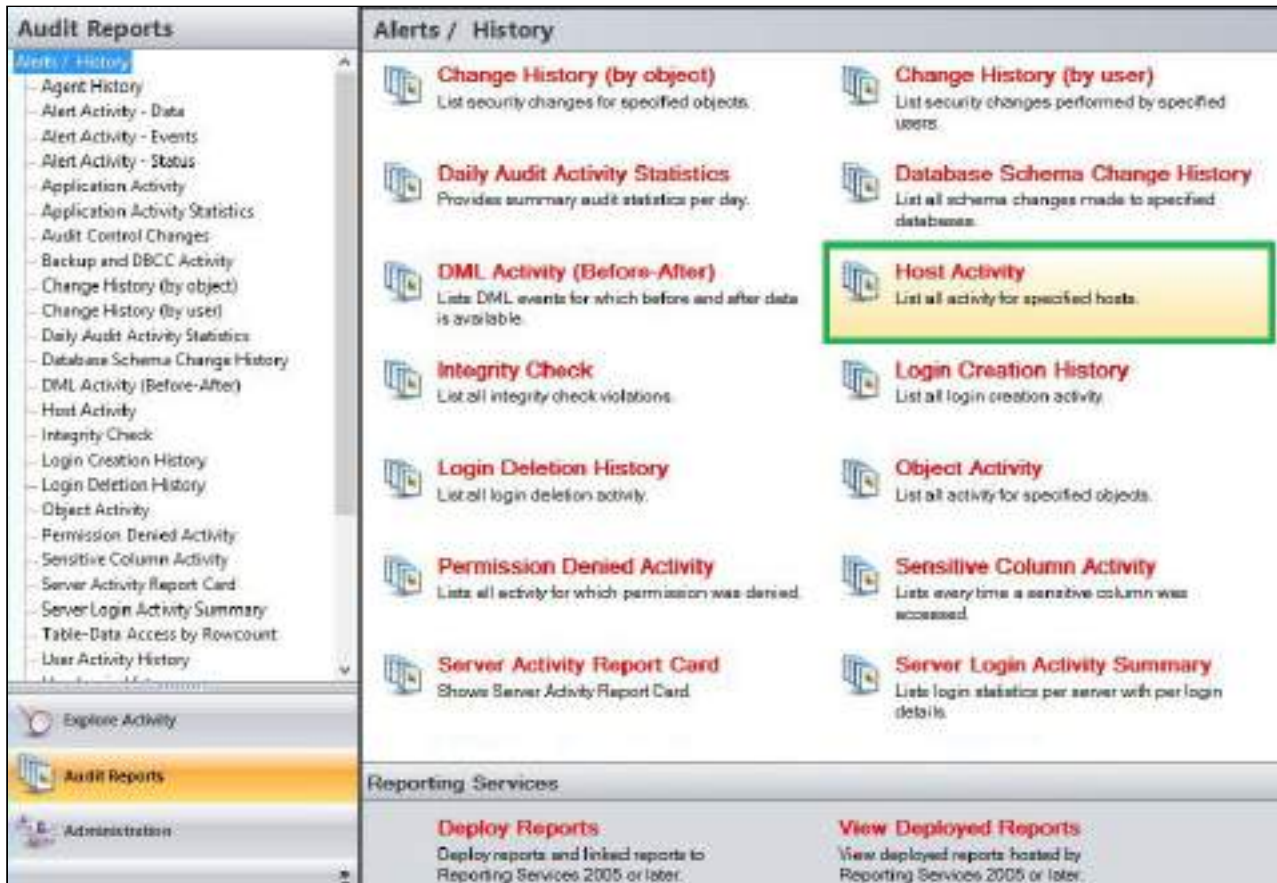 Audit Reports
Alerts / History
Agent History
Alert Activity - Data
Alert Activity - Events
Alert Activity - Status
Application Activity
Application Activity Statistics
Audit Control Changes
Backup and DBCC Activity
Change History (by object)
Change History (by user)
Daily Audit Activity Statistics
Database Schema Change History
DML Activity (Before-After)
Host Activity
Integrity Check
Login Creation History
Login Deletion History
Object Activity
Permission Denied Activity
Sensitive Column Activity
Server Activity Report Card
Server Login Activity Summary
Table-Data Access by Rowcount
User Activity History
Explore Activity
Audit Reports
Administration
Alerts / History
Change History (by object)
List security changes for specified objects.
Change History (by user)
List security changes performed by specified
users.
Daily Audit Activity Statistics
Provides summary audit statistics per day.
Database Schema Change History
List all schema changes made to specified
databases.
DML Activity (Before-After)
Lists DML events for which before and after data
is available.
Host Activity
List all activity for specified hosts.
Integrity Check
List all integrity check violations.
Login Creation History
List all login creation activity.
Login Deletion History
List all login deletion activity.
Object Activity
List all activity for specified objects.
Permission Denied Activity
Lists all activity for which permission was denied.
Sensitive Column Activity
Lists every time a sensitive column was
accessed.
Server Activity Report Card
Shows Server Activity Report Card.
Server Login Activity Summary
Lists login statistics per server with per login
details.
Reporting Services
Deploy Reports
Deploy reports and linked reports to
Reporting Services 2005 or later.
View Deployed Reports
View deployed reports hosted by
Reporting Services 2005 or later.